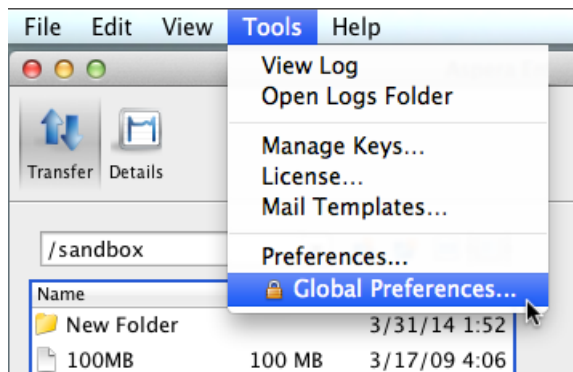 File Edit View Tools Help
View Log
Open Logs Folder
Manage Keys...
License...
Mail Templates...
Preferences...
Global Preferences...
Transfer Details
/sandbox
Name
New Folder 3/31/14 1:52
100MB 100 MB 3/17/09 4:06